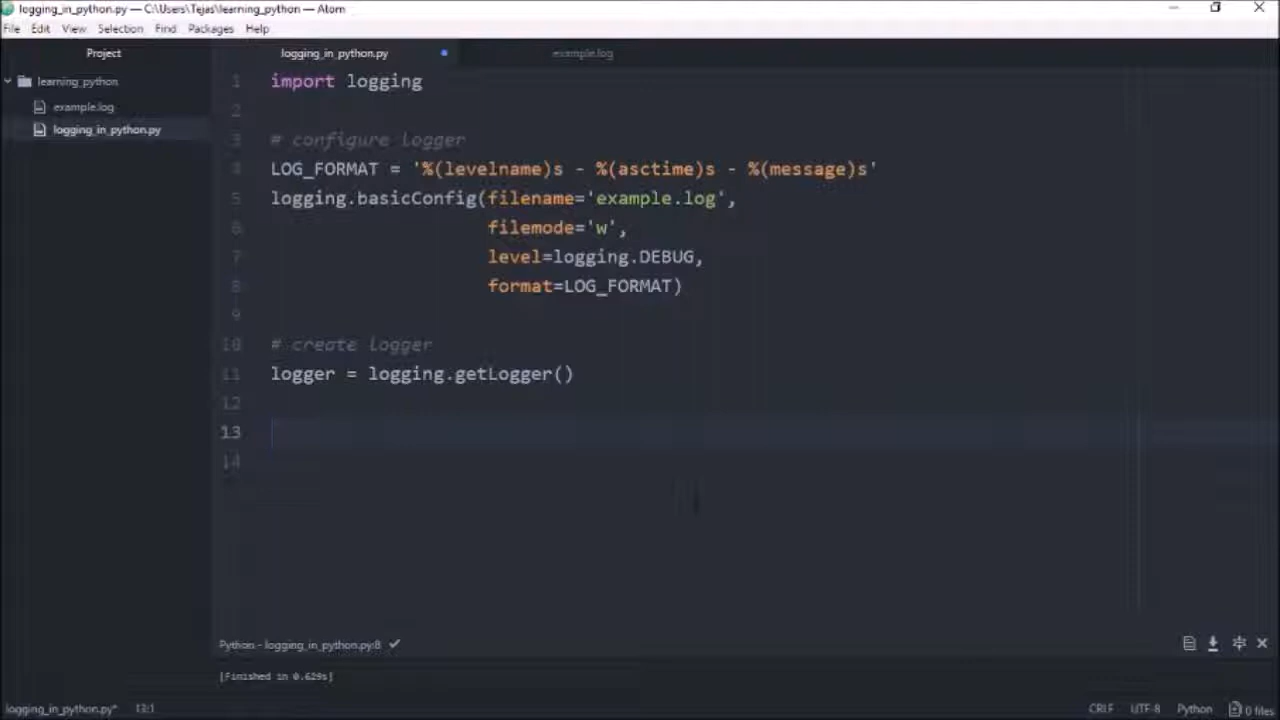 logging_in_python.py — C:\Users\Tejas\learning_python — Atom
File Edit View Selection Find Packages Help
Project
learning_python
example.log
logging_in_python.py
logging_in_python.py example.log
1 import logging
2
3 # configure logger
4 LOG_FORMAT = '%(levelname)s - %(asctime)s - %(message)s'
5 logging.basicConfig(filename='example.log',
6 filemode='w',
7 level=logging.DEBUG,
8 format=LOG_FORMAT)
9
10 # create logger
11 logger = logging.getLogger()
12
13
14
Python - logging_in_python.py:8
[Finished in 0.629s]
logging_in_python.py* 13:1 CRLF UTF-8 Python 0 files